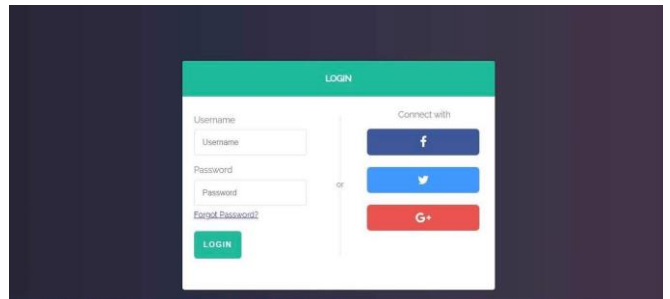 LOGIN
Username
Username
Password
Password
Forgot Password?
LOGIN
or
Connect with
f
G+